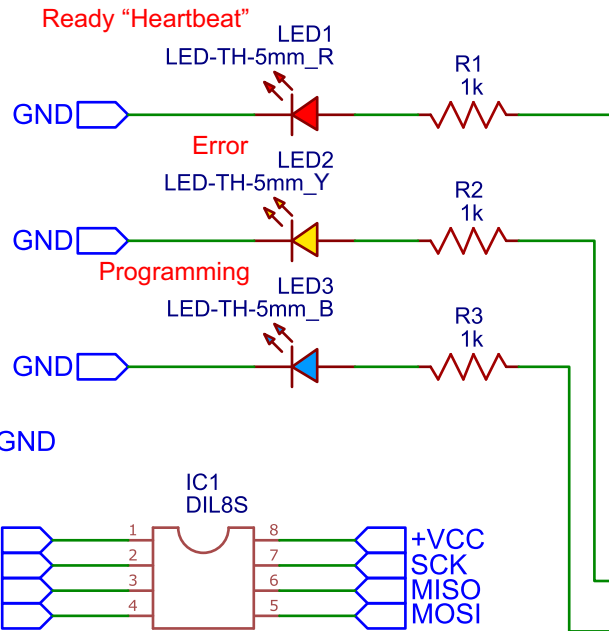 Ready “Heartbeat”
LED1
LED-TH-5mm_R
R1
1k
GND
Error
LED2
LED-TH-5mm_Y
R2
1k
GND
Programming
LED3
LED-TH-5mm_B
R3
1k
GND
GND
IC1
DIL8S
1 8 +VCC
2 7 SCK
3 6 MISO
4 5 MOSI